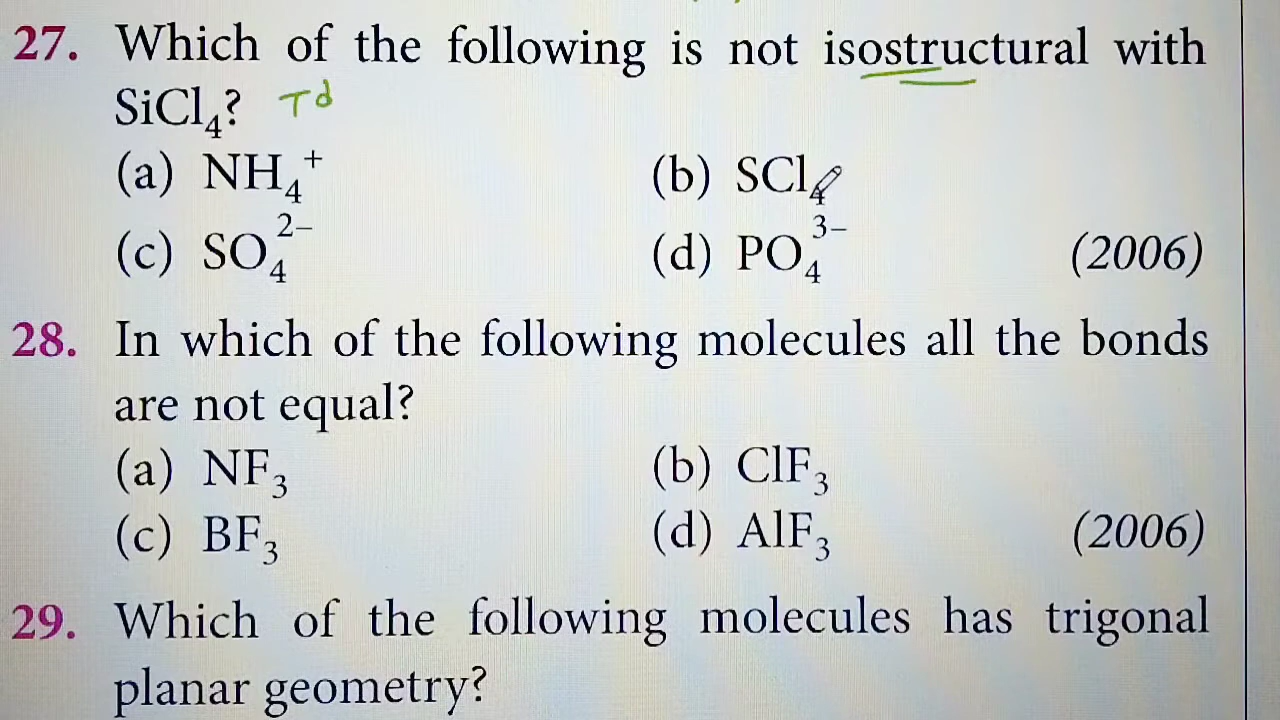 27. Which of the following is not isostructural with
SiCl₄? Td
(a) NH₄⁺ (b) SCl₄
(c) SO₄²⁻ (d) PO₄³⁻ (2006)
28. In which of the following molecules all the bonds
are not equal?
(a) NF₃ (b) ClF₃
(c) BF₃ (d) AlF₃ (2006)
29. Which of the following molecules has trigonal
planar geometry?